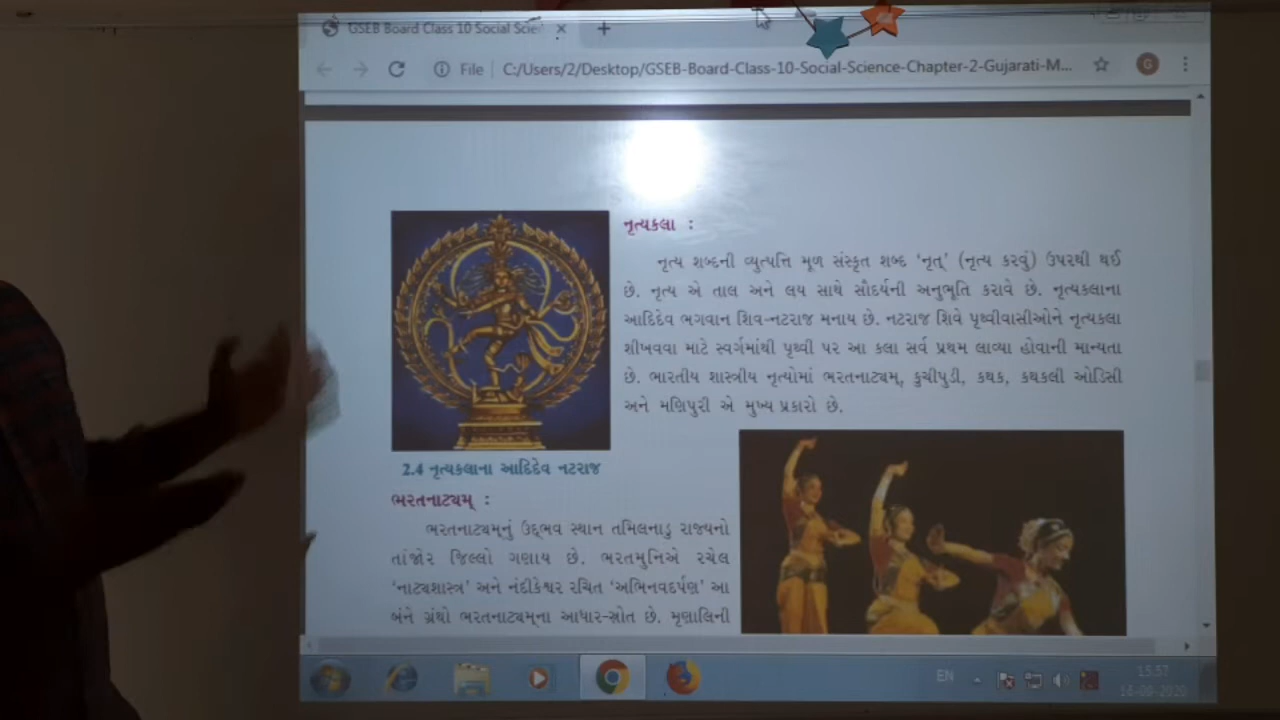 GSEB Board Class 10 Social Scie
File
C:/Users/2/Desktop/GSEB-Board-Class-10-Social-Science-Chapter-2-Gujarati-M...
G
નૃત્યકલા :
નૃત્ય શબ્દની વ્યુત્પત્તિ મૂળ સંસ્કૃત શબ્દ ‘નૃત્’ (નૃત્ય કરવું) ઉપરથી થઈ
છે. નૃત્ય એ તાલ અને લય સાથે સૌંદર્યની અનુભૂતિ કરાવે છે. નૃત્યકલાના
આદિદેવ ભગવાન શિવ-નટરાજ મનાય છે. નટરાજ શિવે પૃથ્વીવાસીઓને નૃત્યકલા
શીખવવા માટે સ્વર્ગમાંથી પૃથ્વી પર આ કલા સર્વ પ્રથમ લાવ્યા હોવાની માન્યતા
છે. ભારતીય શાસ્ત્રીય નૃત્યોમાં ભરતનાટ્યમ્, કુચીપુડી, કથક, કથકલી ઓડિસી
અને મણિપુરી એ મુખ્ય પ્રકારો છે.
2.4 નૃત્યકલાના આદિદેવ નટરાજ
ભરતનાટ્યમ્ :
ભરતનાટ્યમ્‌નું ઉદ્દભવ સ્થાન તમિલનાડુ રાજ્યનો
તાંજોર જિલ્લો ગણાય છે. ભરતમુનિએ રચેલ
‘નાટ્યશાસ્ત્ર’ અને નંદીકેશ્વર રચિત ‘અભિનવદર્પણ’ આ
બંને ગ્રંથો ભરતનાટ્યમ્‌ના આધાર-સ્રોત છે. મૃણાલિની
EN
15:57